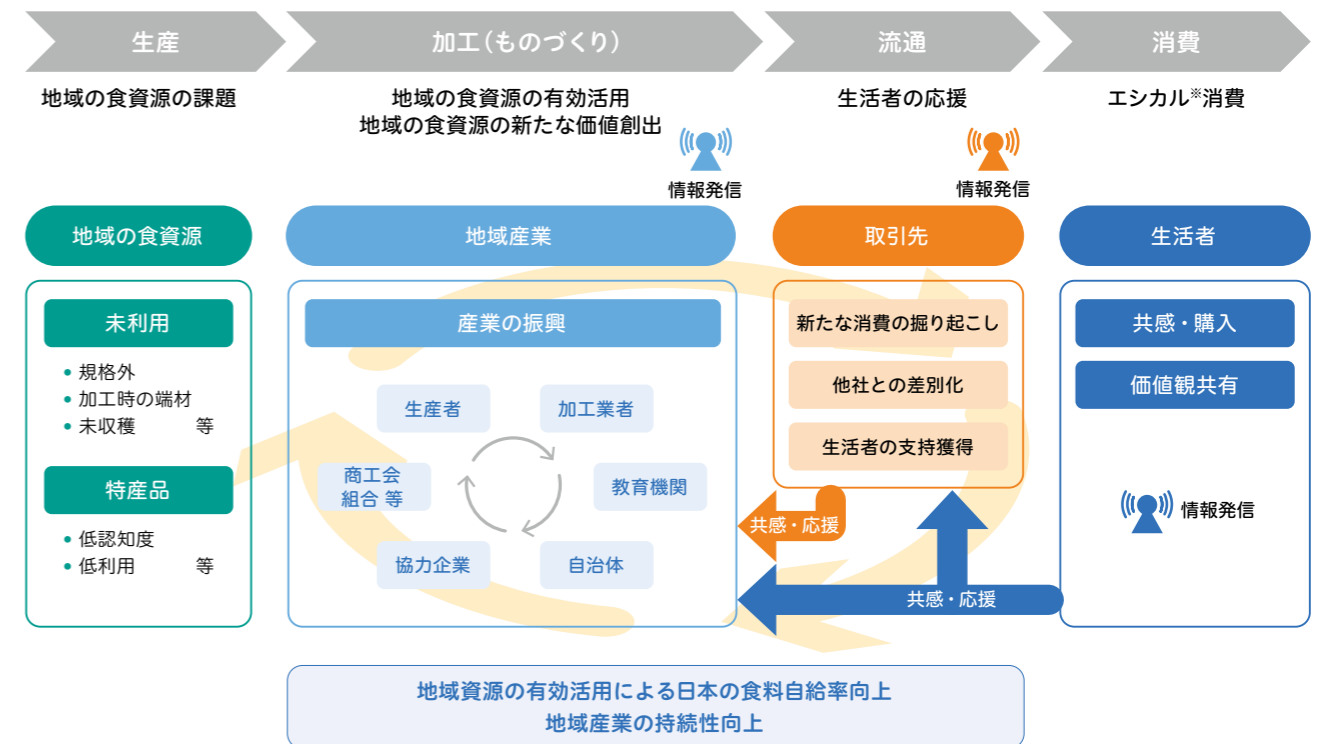 生産
加工(ものづくり)
流通
消費
地域の食資源の課題
地域の食資源の有効活用
地域の食資源の新たな価値創出
生活者の応援
エシカル※消費
情報発信
情報発信
地域の食資源
地域産業
取引先
生活者
未利用
• 規格外
• 加工時の端材
• 未収穫 等
特産品
• 低認知度
• 低利用 等
産業の振興
生産者
加工業者
商工会
組合 等
教育機関
協力企業
自治体
新たな消費の掘り起こし
他社との差別化
生活者の支持獲得
共感・購入
価値観共有
情報発信
共感・応援
共感・応援
地域資源の有効活用による日本の食料自給率向上
地域産業の持続性向上